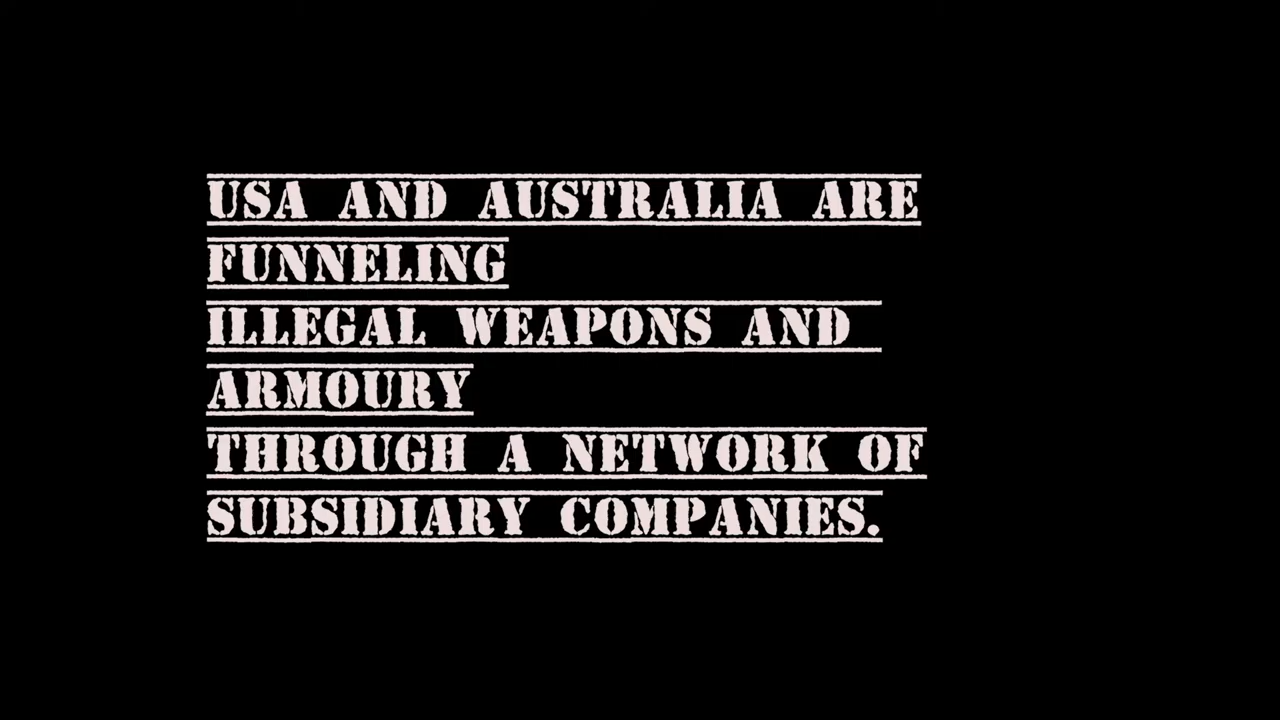 USA AND AUSTRALIA ARE
FUNNELING
ILLEGAL WEAPONS AND
ARMOURY
THROUGH A NETWORK OF
SUBSIDIARY COMPANIES.